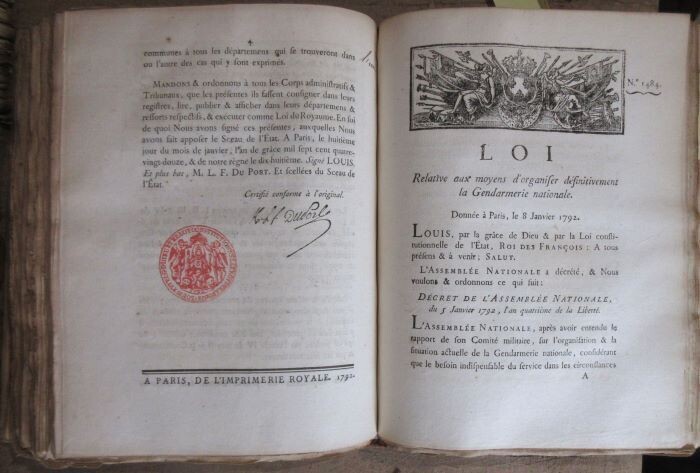 4
communes à tous les départemens qui se trouveront dans
ou l'autre des cas qui y sont exprimés.
MANDONS & ordonnons à tous les Corps administratifs &
Tribunaux, que les présentes ils fassent consigner dans leurs
registres, lire, publier & afficher dans leurs départemens &
ressorts respectifs, & exécuter comme Loi du Royaume. En foi
de quoi Nous avons signé ces présentes, auxquelles Nous
avons fait apposer le Sceau de l'État. A Paris, le huitième
jour du mois de janvier, l'an de grâce mil sept cent quatre-
vingt-douze, & de notre règne le dix-huitième. Signé LOUIS.
Et plus bas, M. L. F. DU PORT. Et scellées du Sceau de
l'État.
Certifié conforme à l'original.
A PARIS, DE L'IMPRIMERIE ROYALE. 1792.
N.° 1484.
LOI
Relative aux moyens d'organiser définitivement
la Gendarmerie nationale.
Donnée à Paris, le 8 Janvier 1792.
LOUIS, par la grâce de Dieu & par la Loi consti-
tutionnelle de l'État, ROI DES FRANÇOIS : A tous
présens & à venir; SALUT.
L'ASSEMBLÉE NATIONALE a décrété, & Nous
voulons & ordonnons ce qui suit:
DÉCRET DE L'ASSEMBLÉE NATIONALE,
du 5 Janvier 1792, l'an quatrième de la Liberté.
L'ASSEMBLÉE NATIONALE, après avoir entendu le
rapport de son Comité militaire, sur l'organisation & la
situation actuelle de la Gendarmerie nationale, considérant
que le besoin indispensable du service dans les circonstances
A